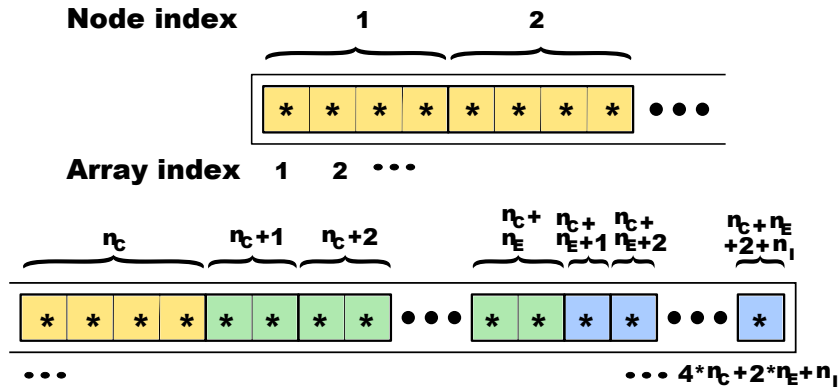 Node index 1 2
* * * * * * * * •••
Array index 1 2 •••
n_C n_C+1 n_C+2 n_C+ n_E n_C+ n_E+1 n_C+ n_E+2 n_C+n_E +2+n_I
* * * * * * * * ••• * * * * ••• *
••• ••• 4*n_C+2*n_E+n_I